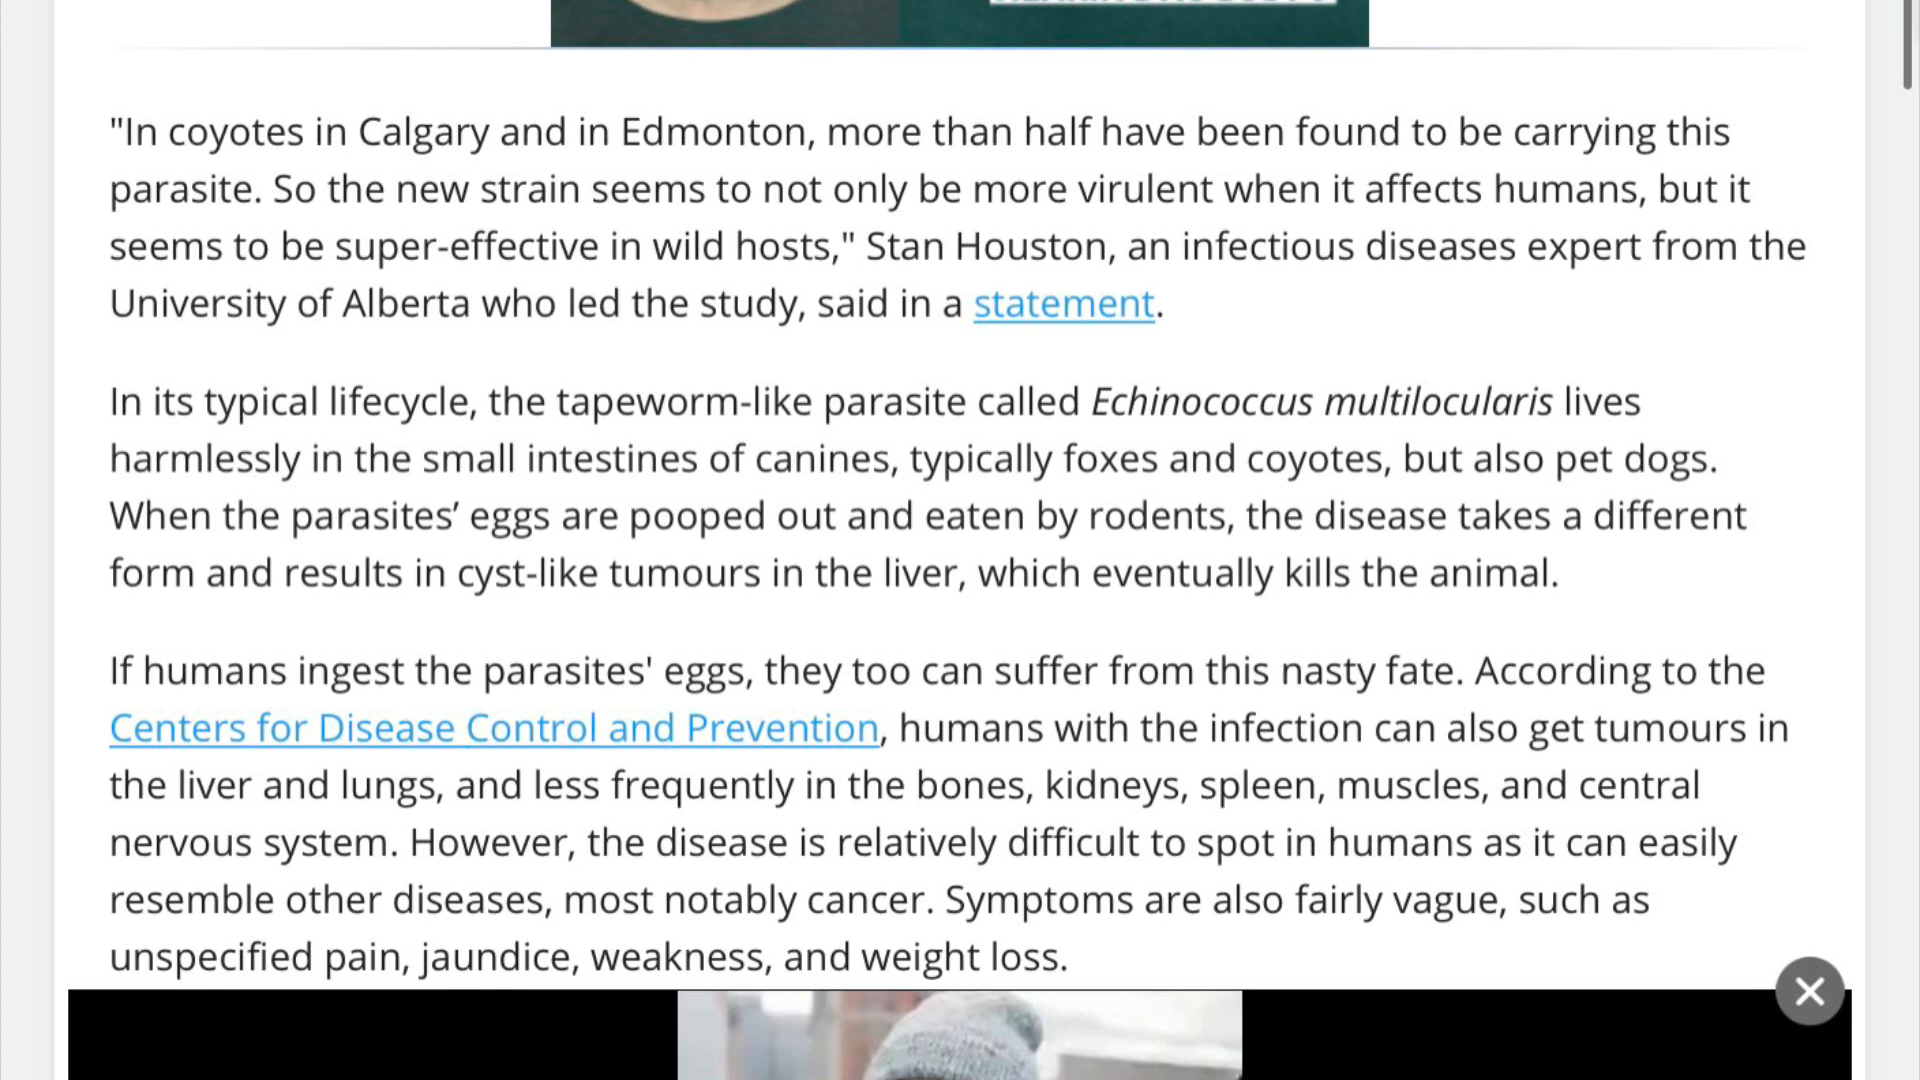 "In coyotes in Calgary and in Edmonton, more than half have been found to be carrying this
parasite. So the new strain seems to not only be more virulent when it affects humans, but it
seems to be super-effective in wild hosts," Stan Houston, an infectious diseases expert from the
University of Alberta who led the study, said in a statement.
In its typical lifecycle, the tapeworm-like parasite called Echinococcus multilocularis lives
harmlessly in the small intestines of canines, typically foxes and coyotes, but also pet dogs.
When the parasites’ eggs are pooped out and eaten by rodents, the disease takes a different
form and results in cyst-like tumours in the liver, which eventually kills the animal.
If humans ingest the parasites' eggs, they too can suffer from this nasty fate. According to the
Centers for Disease Control and Prevention, humans with the infection can also get tumours in
the liver and lungs, and less frequently in the bones, kidneys, spleen, muscles, and central
nervous system. However, the disease is relatively difficult to spot in humans as it can easily
resemble other diseases, most notably cancer. Symptoms are also fairly vague, such as
unspecified pain, jaundice, weakness, and weight loss.